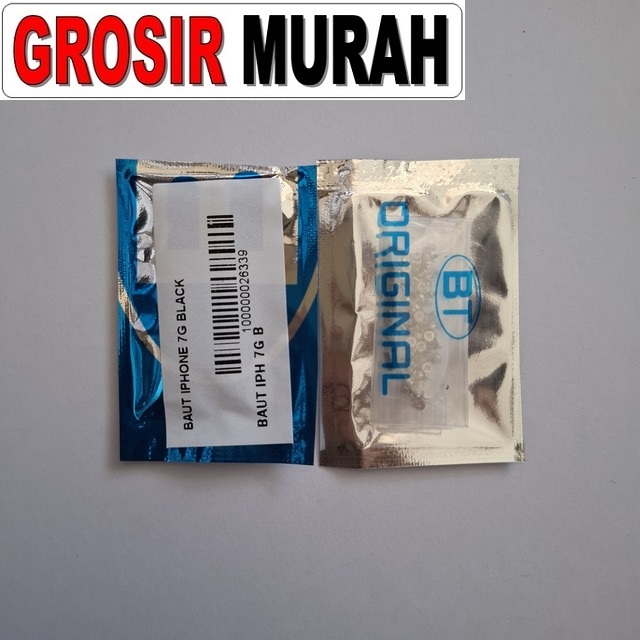 GROSIR MURAH
BAUT IPHONE 7G BLACK
100000026339
BAUT IPH 7G B
BT
ORIGINAL